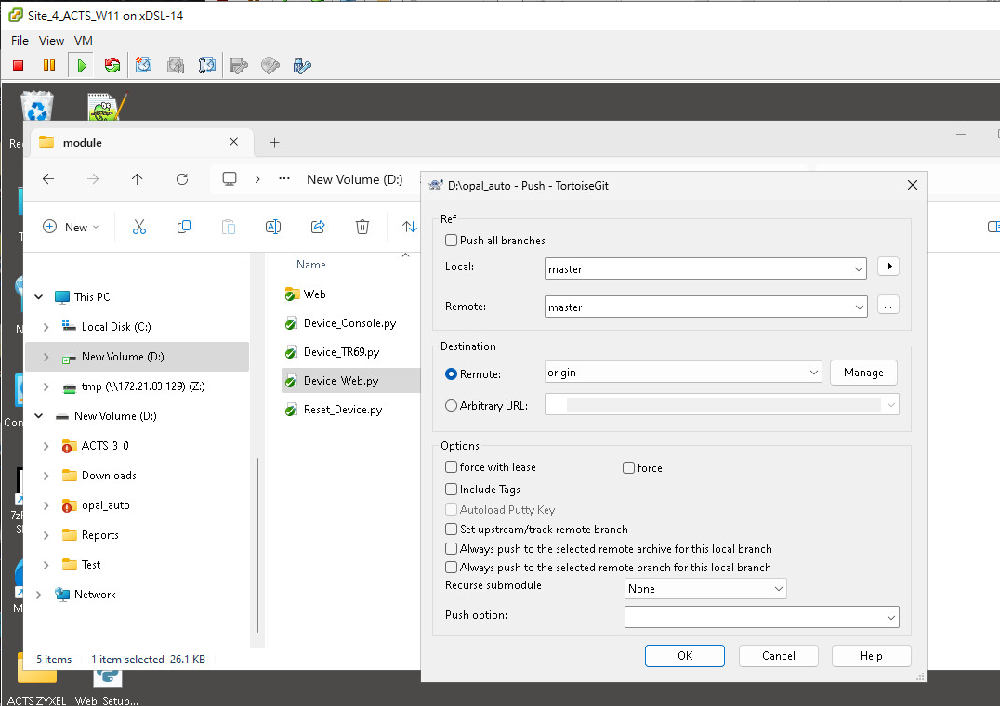 Site_4_ACTS_W11 on xDSL-14
File View VM
module
New Volume (D:)
New
Name
This PC
Local Disk (C:)
New Volume (D:)
tmp (\\172.21.83.129) (Z:)
New Volume (D:)
ACTS_3_0
Downloads
opal_auto
Reports
Test
Network
Web
Device_Console.py
Device_TR69.py
Device_Web.py
Reset_Device.py
5 items 1 item selected 26.1 KB
D:\opal_auto - Push - TortoiseGit
Ref
Push all branches
Local: master
Remote: master
...
Destination
Remote: origin
Manage
Arbitrary URL:
Options
force with lease
force
Include Tags
Autoload Putty Key
Set upstream/track remote branch
Always push to the selected remote archive for this local branch
Always push to the selected remote branch for this local branch
Recurse submodule None
Push option:
OK Cancel Help
ACTS ZYXEL Web_Setup...